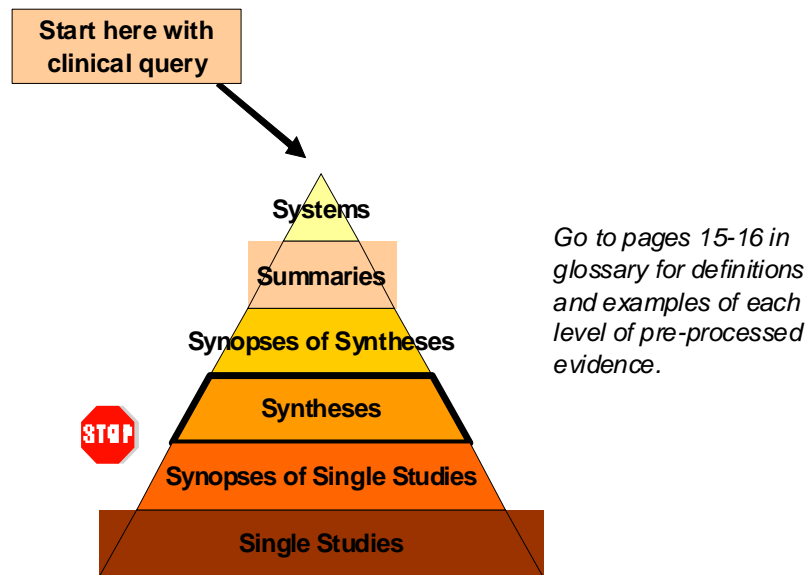 Start here with
clinical query
Systems
Summaries
Synopses of Syntheses
Syntheses
STOP
Synopses of Single Studies
Single Studies
Go to pages 15-16 in
glossary for definitions
and examples of each
level of pre-processed
evidence.